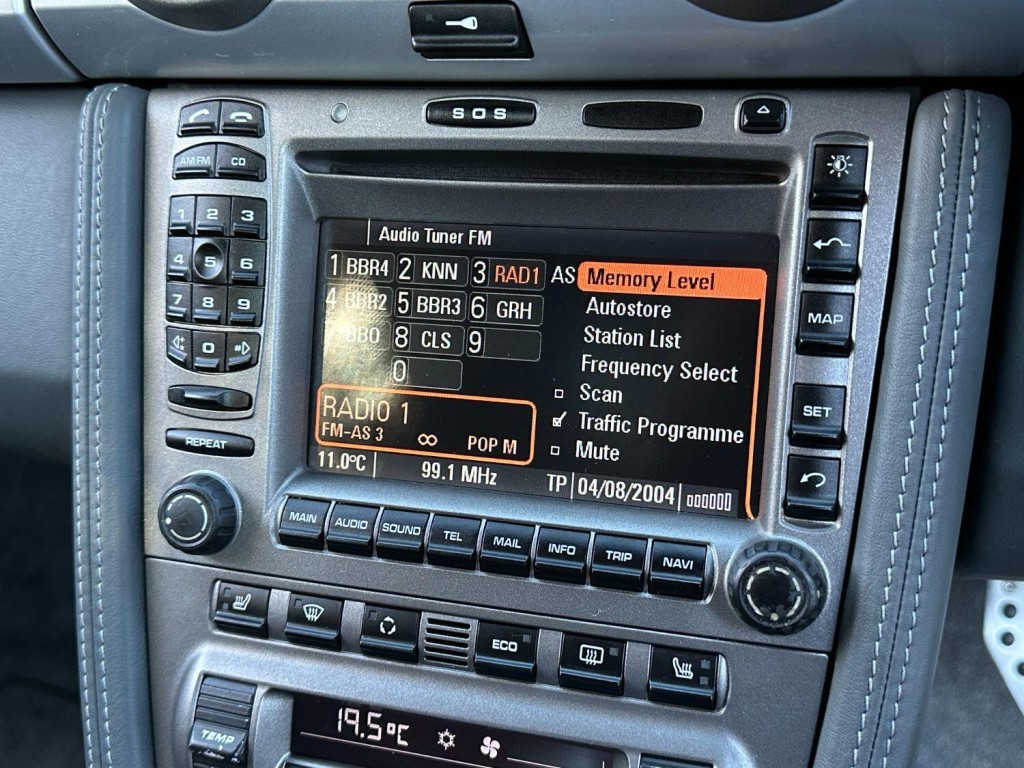 SOS
AM FM CD
1 2 3
4 5 6
7 8 9
0 #
REPEAT
Audio Tuner FM
1 BBR4 2 KNN 3 RAD1 AS
4 BBR2 5 BBR3 6 GRH
BBO 8 CLS 9
0
RADIO 1
FM-AS 3 ∞ POP M
11.0°C 99.1 MHz TP 04/08/2004
Memory Level
Autostore
Station List
Frequency Select
Scan
Traffic Programme
Mute
MAP
SET
MAIN AUDIO SOUND TEL MAIL INFO TRIP NAVI
ECO
TEMP
19.5°C